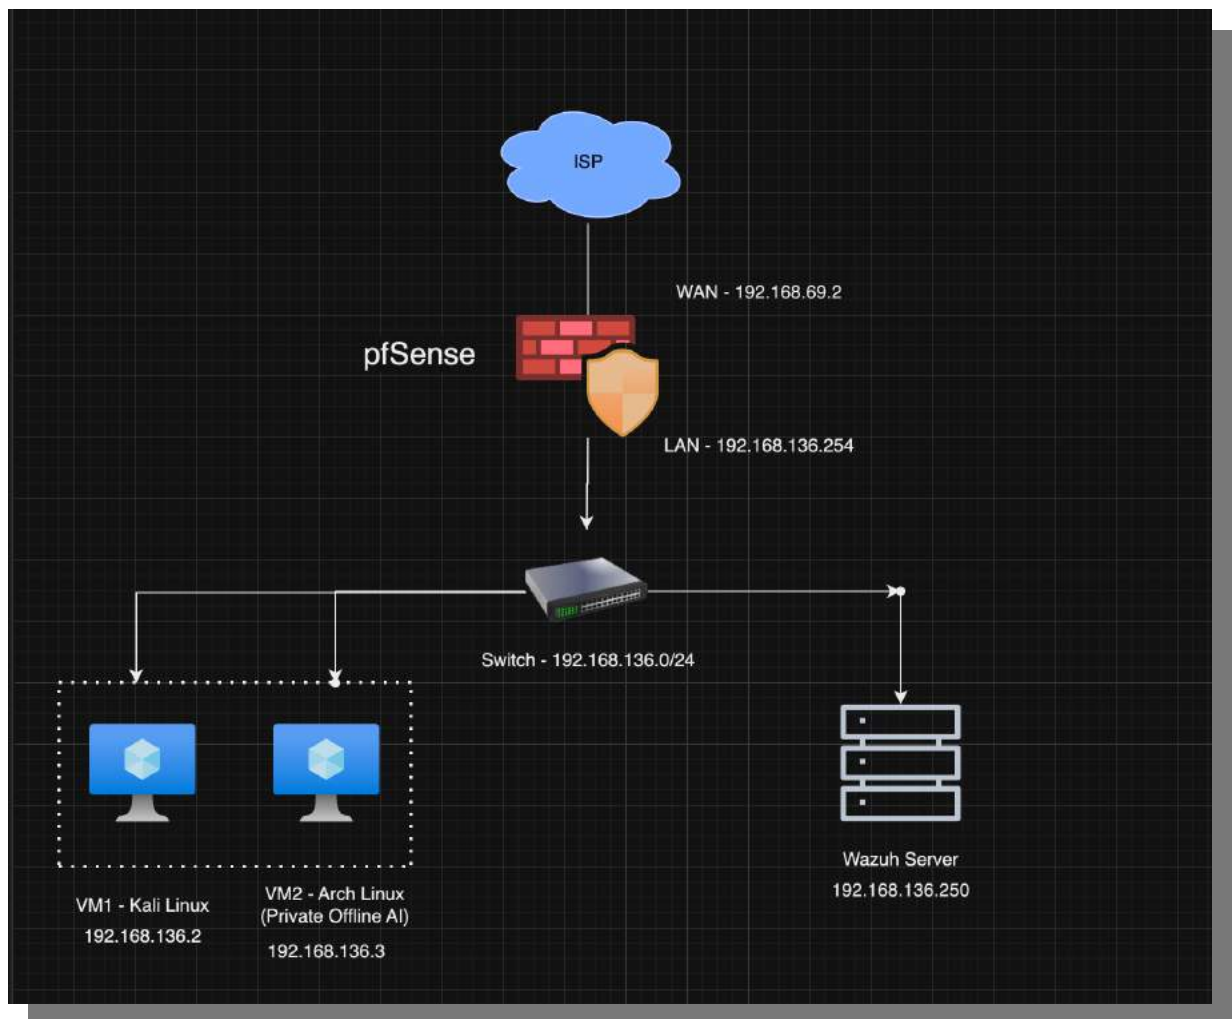 ISP
WAN - 192.168.69.2
pfSense
LAN - 192.168.136.254
Switch - 192.168.136.0/24
VM1 - Kali Linux
192.168.136.2
VM2 - Arch Linux
(Private Offline AI)
192.168.136.3
Wazuh Server
192.168.136.250